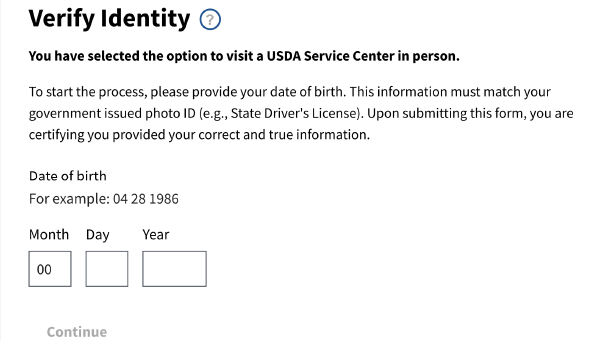 Verify Identity ?
You have selected the option to visit a USDA Service Center in person.
To start the process, please provide your date of birth. This information must match your
government issued photo ID (e.g., State Driver's License). Upon submitting this form, you are
certifying you provided your correct and true information.
Date of birth
For example: 04 28 1986
Month Day Year
00
Continue